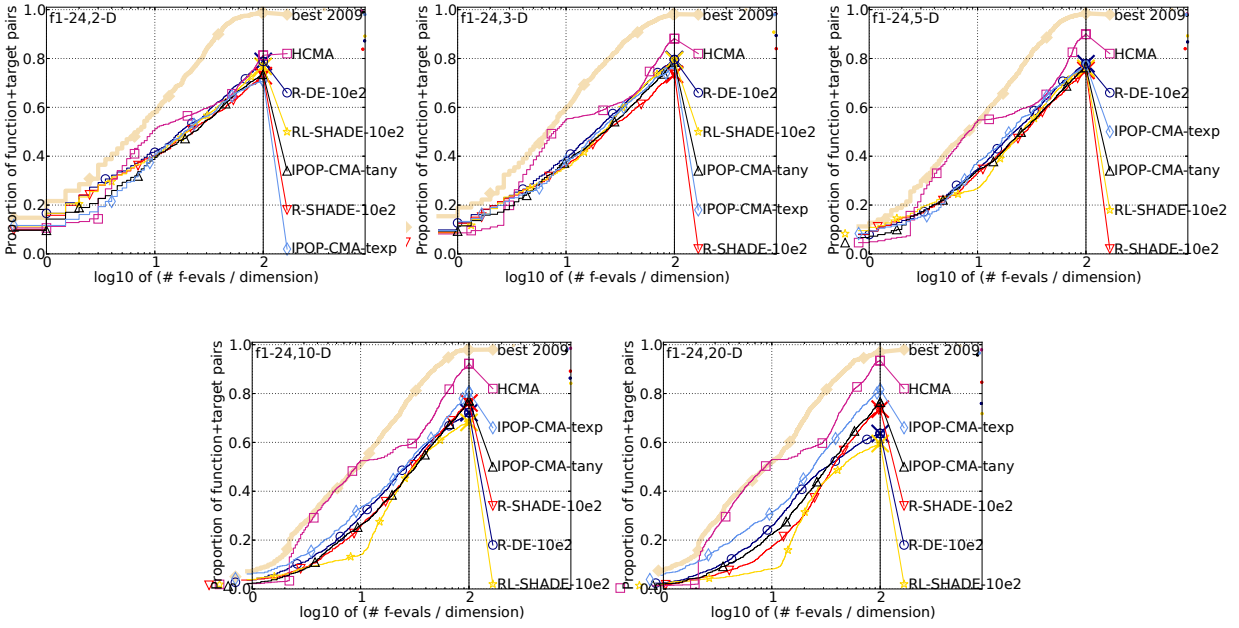 f1-24,2-D
best 2009
HCMA
R-DE-10e2
RL-SHADE-10e2
IPOP-CMA-tany
R-SHADE-10e2
IPOP-CMA-texp
Proportion of function+target pairs
0.0
0.2
0.4
0.6
0.8
1.0
0
1
2
log10 of (# f-evals / dimension)
f1-24,3-D
best 2009
HCMA
R-DE-10e2
RL-SHADE-10e2
IPOP-CMA-tany
IPOP-CMA-texp
R-SHADE-10e2
Proportion of function+target pairs
0.0
0.2
0.4
0.6
0.8
1.0
0
1
2
log10 of (# f-evals / dimension)
f1-24,5-D
best 2009
HCMA
R-DE-10e2
IPOP-CMA-texp
IPOP-CMA-tany
RL-SHADE-10e2
R-SHADE-10e2
Proportion of function+target pairs
0.0
0.2
0.4
0.6
0.8
1.0
0
1
2
log10 of (# f-evals / dimension)
f1-24,10-D
best 2009
HCMA
IPOP-CMA-texp
IPOP-CMA-tany
R-SHADE-10e2
R-DE-10e2
RL-SHADE-10e2
Proportion of function+target pairs
0.0
0.2
0.4
0.6
0.8
1.0
0
1
2
log10 of (# f-evals / dimension)
f1-24,20-D
best 2009
HCMA
IPOP-CMA-texp
IPOP-CMA-tany
R-SHADE-10e2
R-DE-10e2
RL-SHADE-10e2
Proportion of function+target pairs
0.0
0.2
0.4
0.6
0.8
1.0
0
1
2
log10 of (# f-evals / dimension)